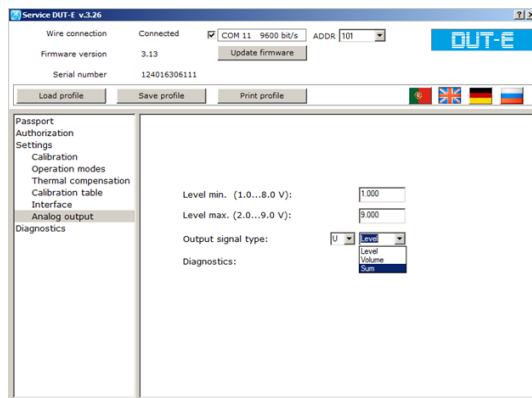 Service DUT-E v.3.26
Wire connection Connected COM 11 9600 bit/s ADDR 101
DUT-E
Firmware version 3.13 Update firmware
Serial number 124016306111
Load profile Save profile Print profile
Passport
Authorization
Settings
Calibration
Operation modes
Thermal compensation
Calibration table
Interface
Analog output
Diagnostics
Level min. (1.0...8.0 V): 1.000
Level max. (2.0...9.0 V): 9.000
Output signal type: U Level
Level
Volume
Sum
Diagnostics: